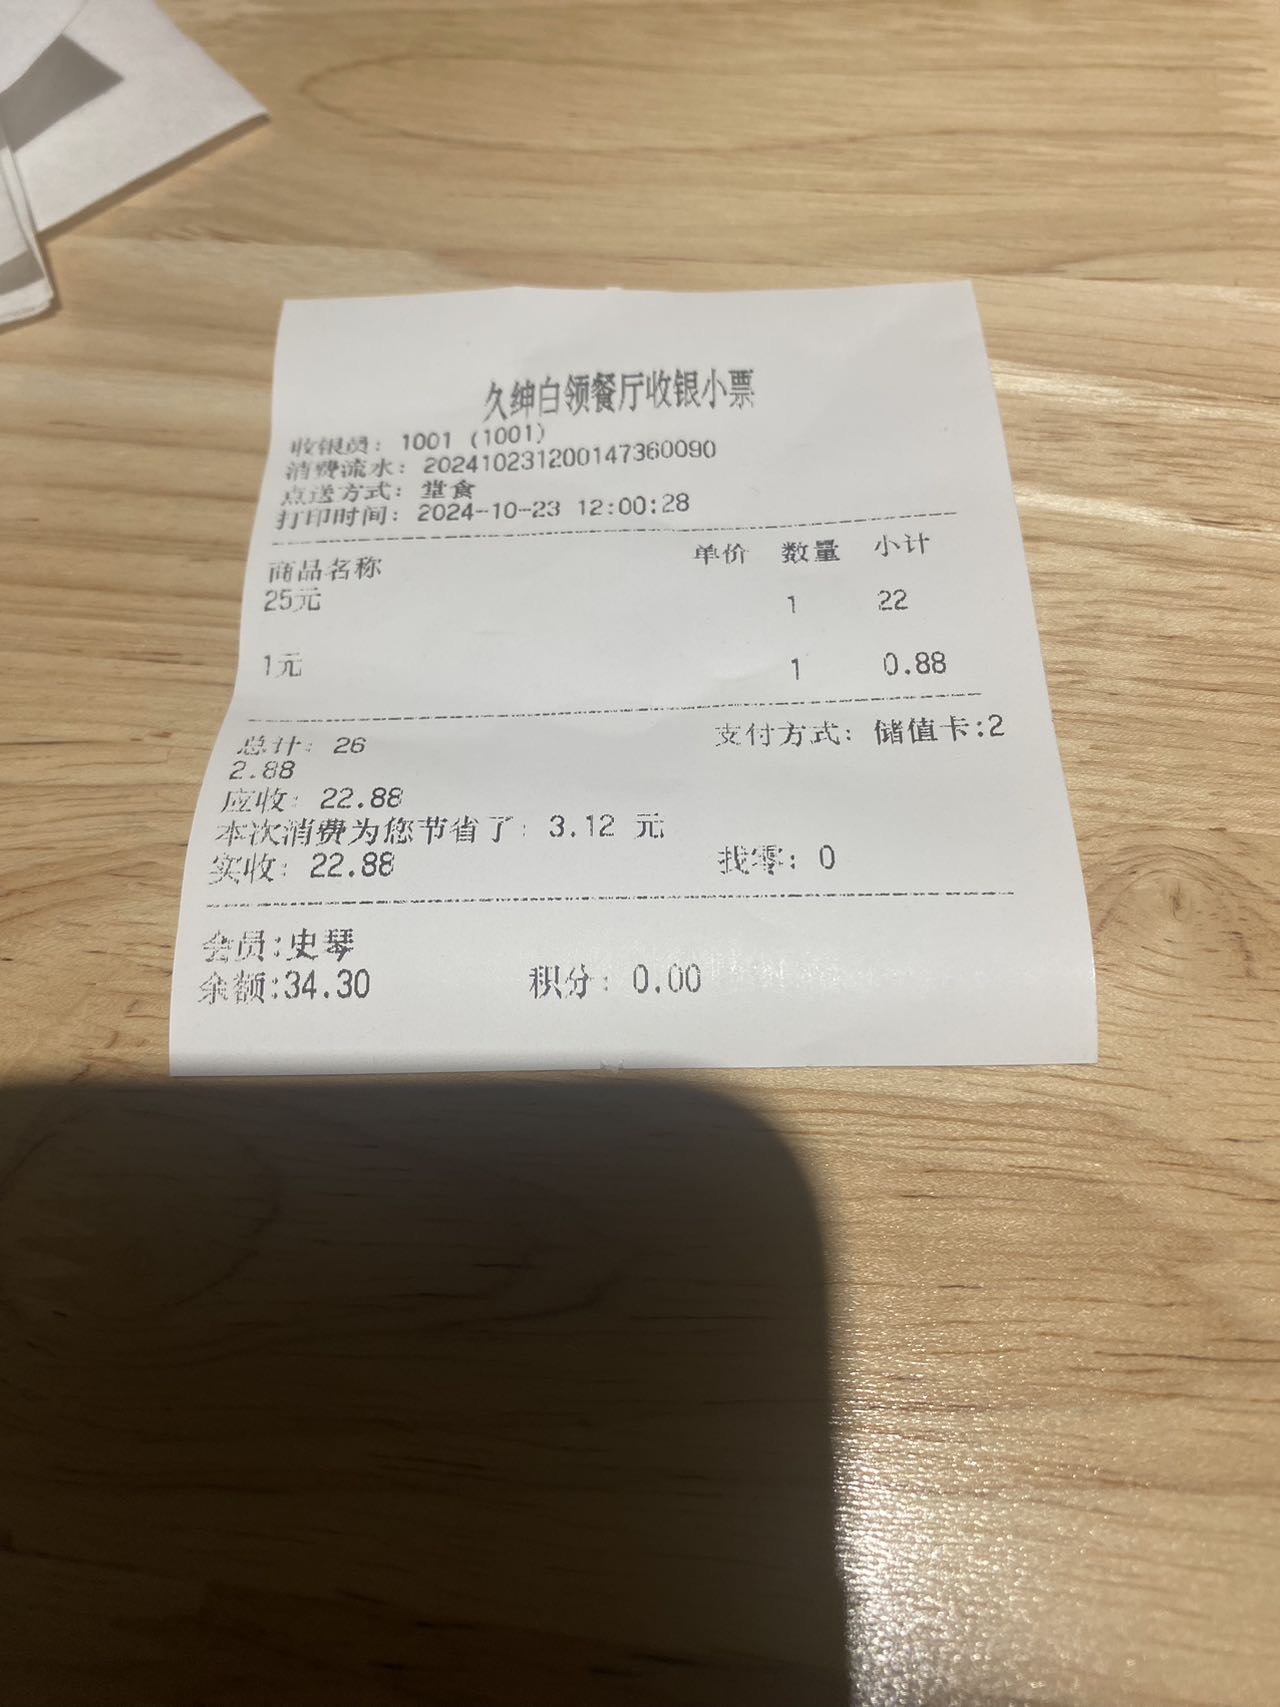 久绅白领餐厅收银小票
收银员: 1001 (1001)
消费流水: 2024102312001473600​90
点送方式: 堂食
打印时间: 2024-10-23 12:00:28
商品名称 单价 数量 小计
25元 1 22
1元 1 0.88
总计: 26 支付方式: 储值卡:2
2.88
应收: 22.88
本次消费为您节省了: 3.12 元
实收: 22.88 找零: 0
会员:史琴
余额:34.30 积分: 0.00